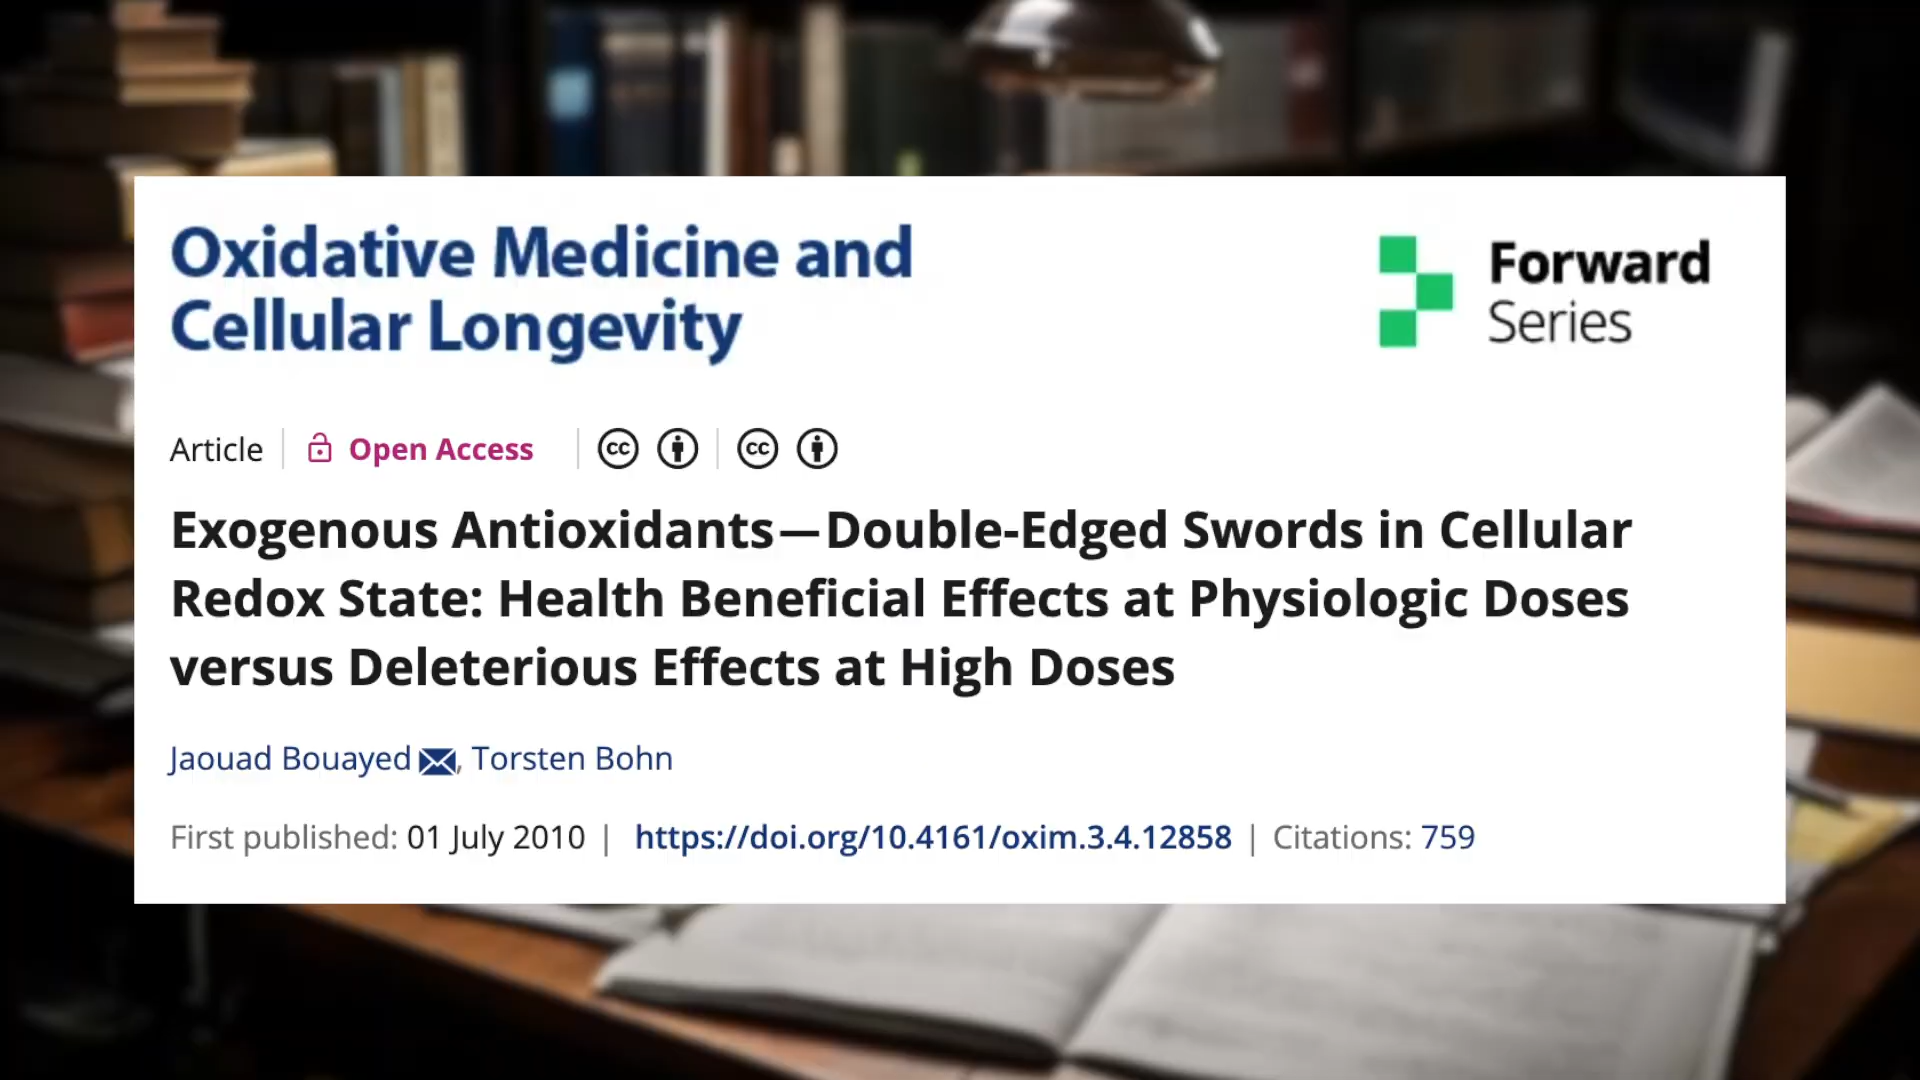 Oxidative Medicine and
Cellular Longevity
Forward
Series
Article
Open Access
cc
cc
Exogenous Antioxidants—Double-Edged Swords in Cellular
Redox State: Health Beneficial Effects at Physiologic Doses
versus Deleterious Effects at High Doses
Jaouad Bouayed, Torsten Bohn
First published: 01 July 2010 | https://doi.org/10.4161/oxim.3.4.12858 | Citations: 759